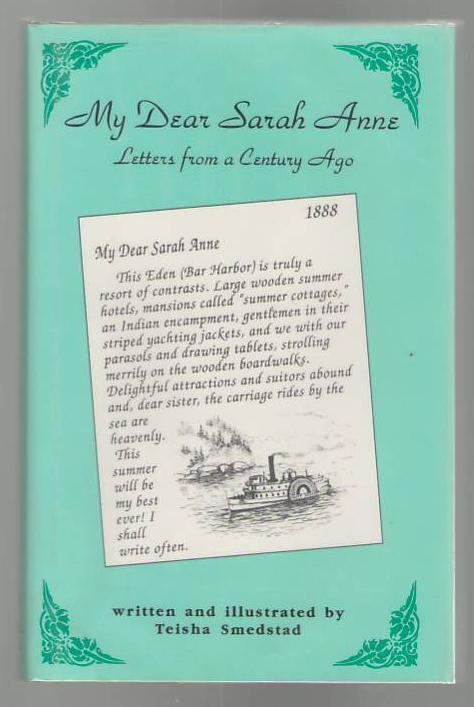 My Dear Sarah Anne
Letters from a Century Ago
1888
My Dear Sarah Anne
This Eden (Bar Harbor) is truly a
resort of contrasts. Large wooden summer
hotels, mansions called "summer cottages,"
an Indian encampment, gentlemen in their
striped yachting jackets, and we with our
parasols and drawing tablets, strolling
merrily on the wooden boardwalks.
Delightful attractions and suitors abound
and, dear sister, the carriage rides by the
sea are
heavenly.
This
summer
will be
my best
ever! I
shall
write often.
written and illustrated by
Teisha Smedstad